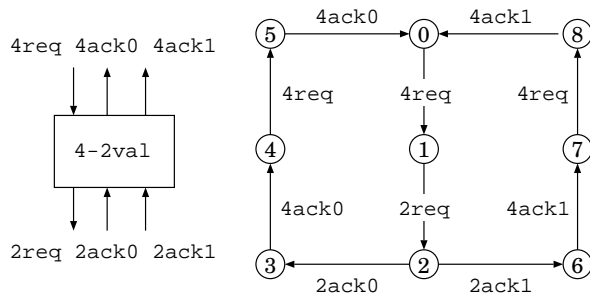 4req 4ack0 4ack1
4-2val
2req 2ack0 2ack1
5 4ack0 0 4ack1 8
4req 4req 4req
4 1 7
4ack0 2req 4ack1
3 2ack0 2 2ack1 6